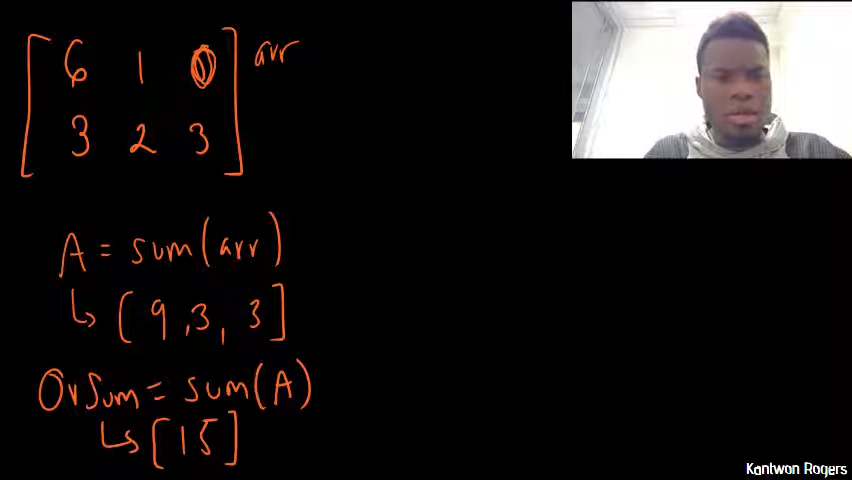 6 1 0 arr
3 2 3
A = sum(arr)
↳ [9,3, 3]
OvSum = sum(A)
↳ [15]
Kantwon Rogers